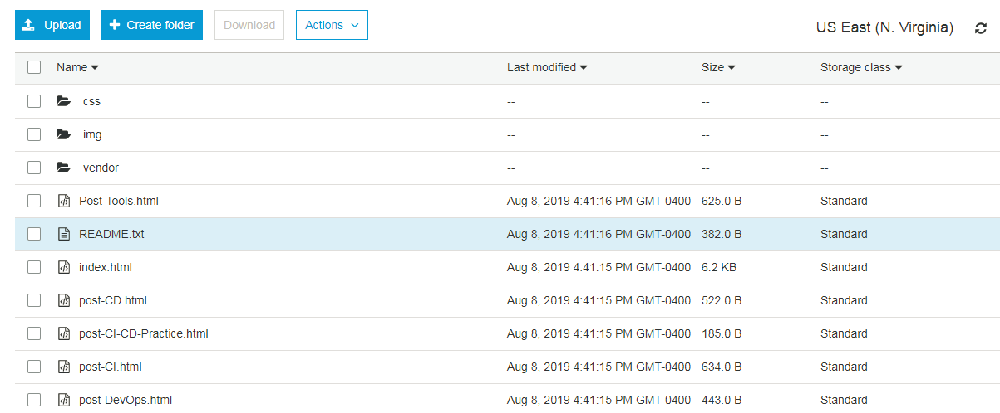 Upload Create folder Download Actions US East (N. Virginia)
Name Last modified Size Storage class
css -- -- --
img -- -- --
vendor -- -- --
Post-Tools.html Aug 8, 2019 4:41:16 PM GMT-0400 625.0 B Standard
README.txt Aug 8, 2019 4:41:16 PM GMT-0400 382.0 B Standard
index.html Aug 8, 2019 4:41:15 PM GMT-0400 6.2 KB Standard
post-CD.html Aug 8, 2019 4:41:15 PM GMT-0400 522.0 B Standard
post-CI-CD-Practice.html Aug 8, 2019 4:41:15 PM GMT-0400 185.0 B Standard
post-CI.html Aug 8, 2019 4:41:15 PM GMT-0400 634.0 B Standard
post-DevOps.html Aug 8, 2019 4:41:15 PM GMT-0400 443.0 B Standard